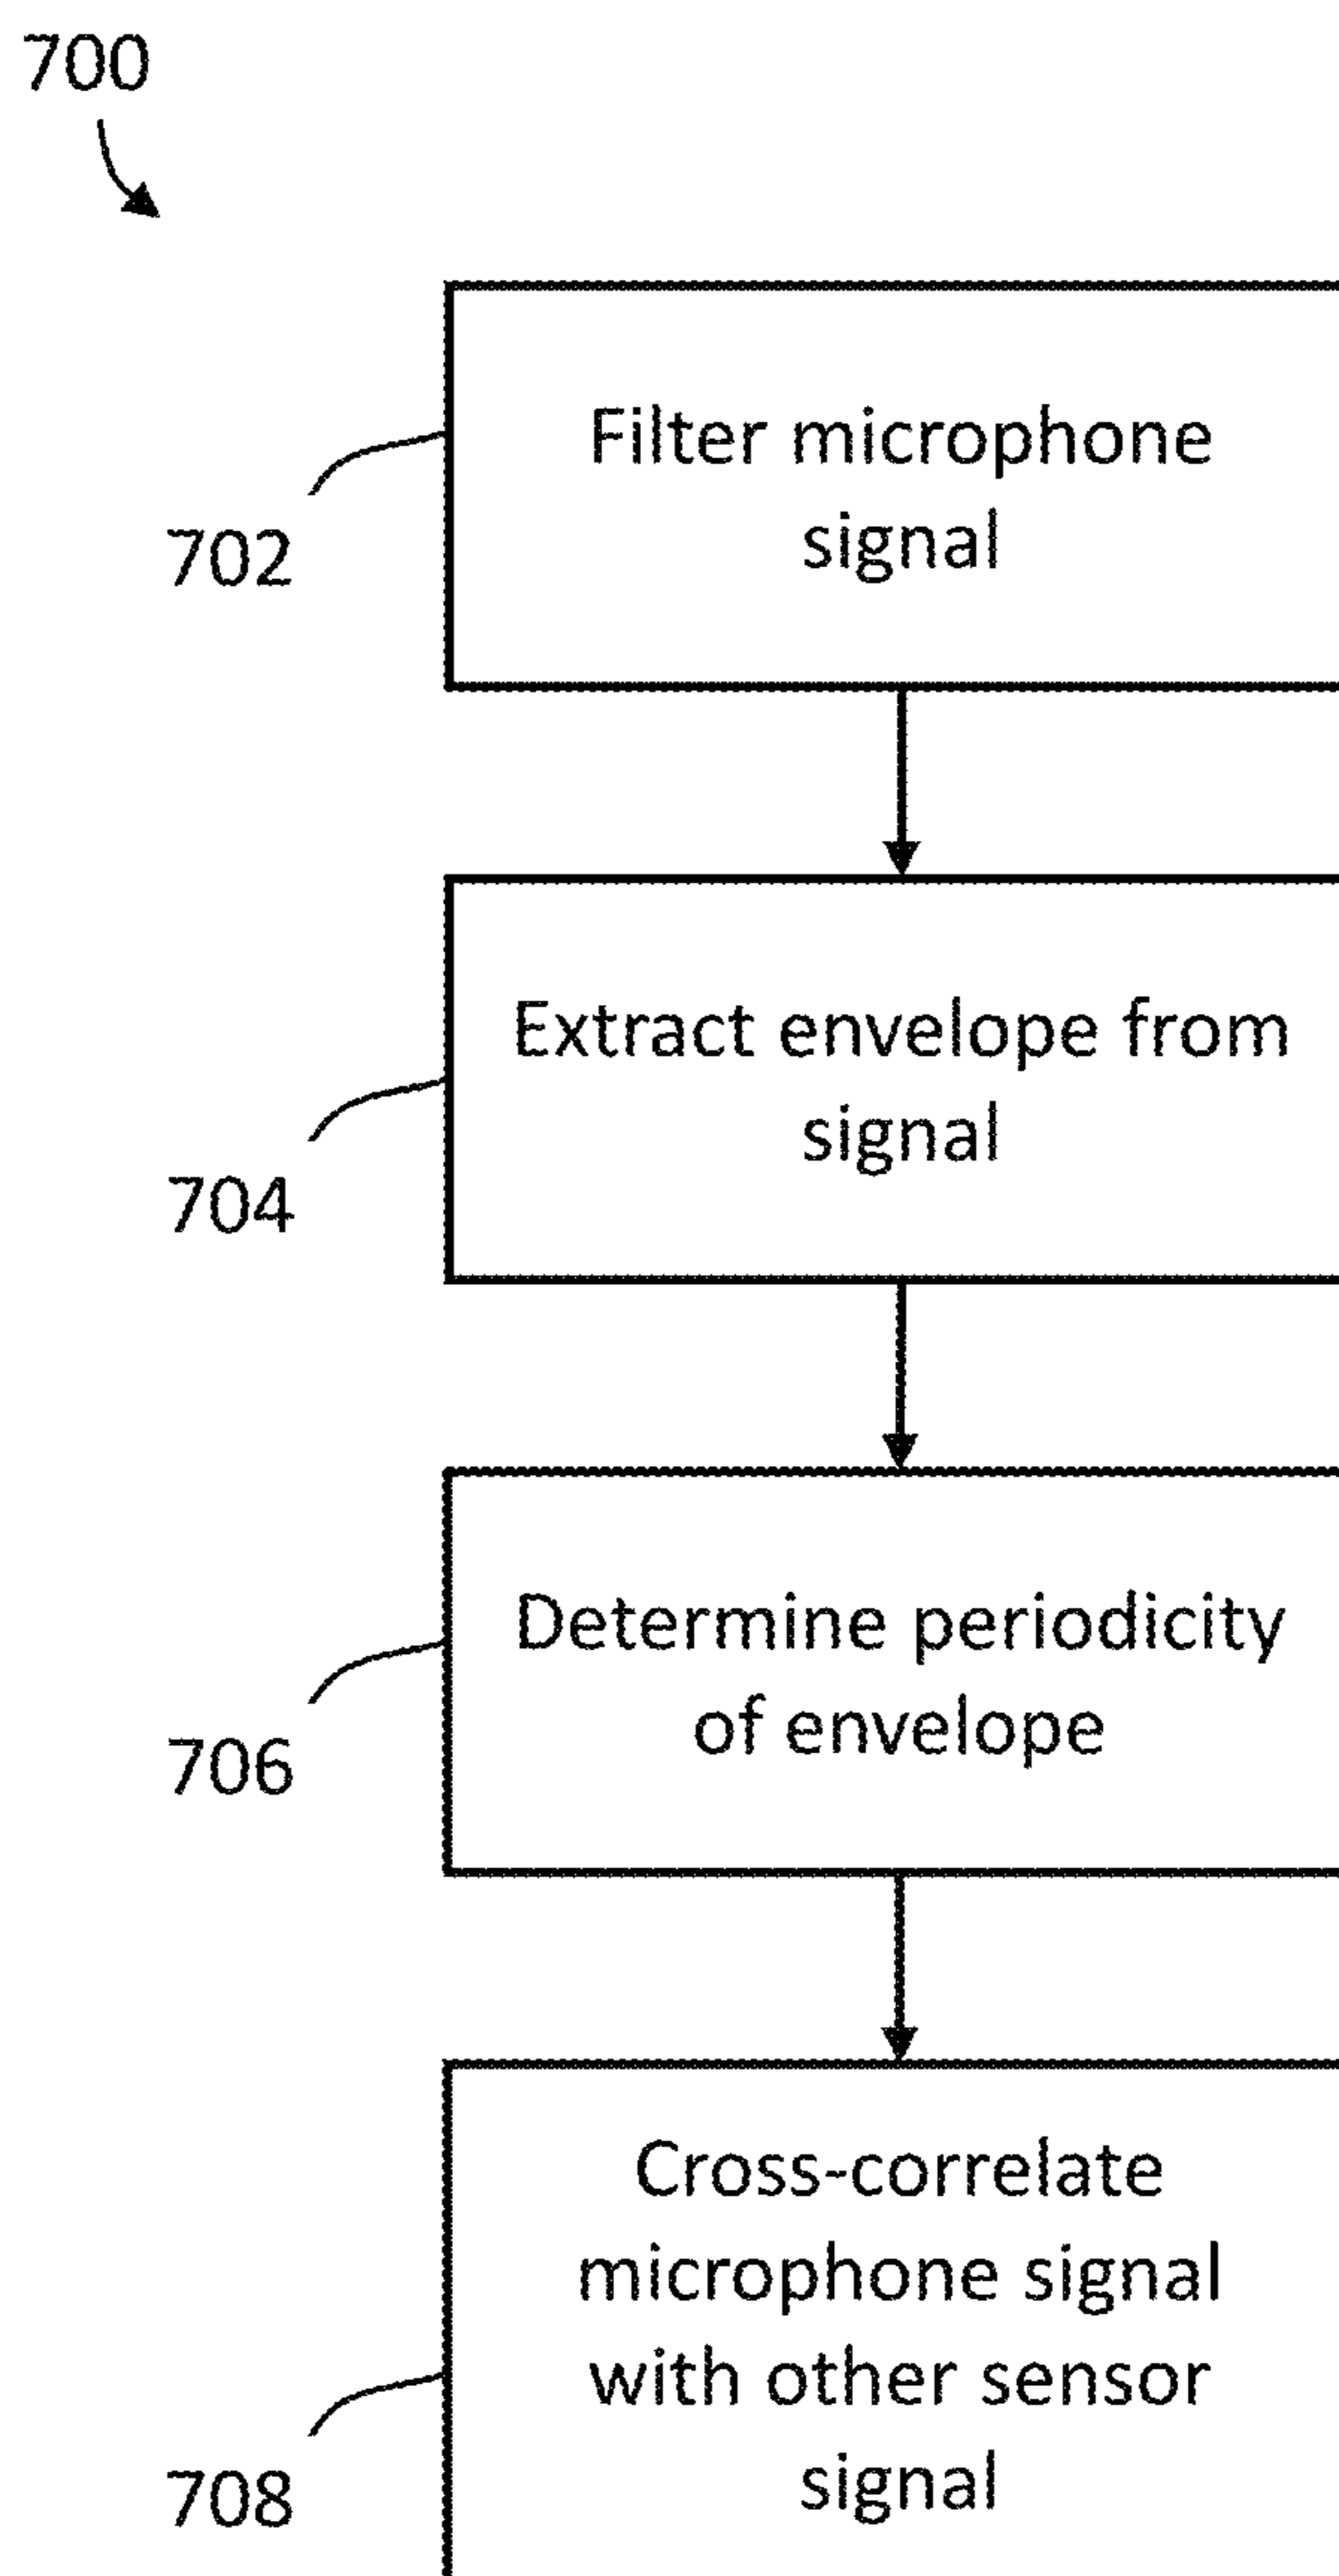 700
Filter microphone
signal
702
Extract envelope from
signal
704
Determine periodicity
of envelope
706
Cross-correlate
microphone signal
with other sensor
signal
708